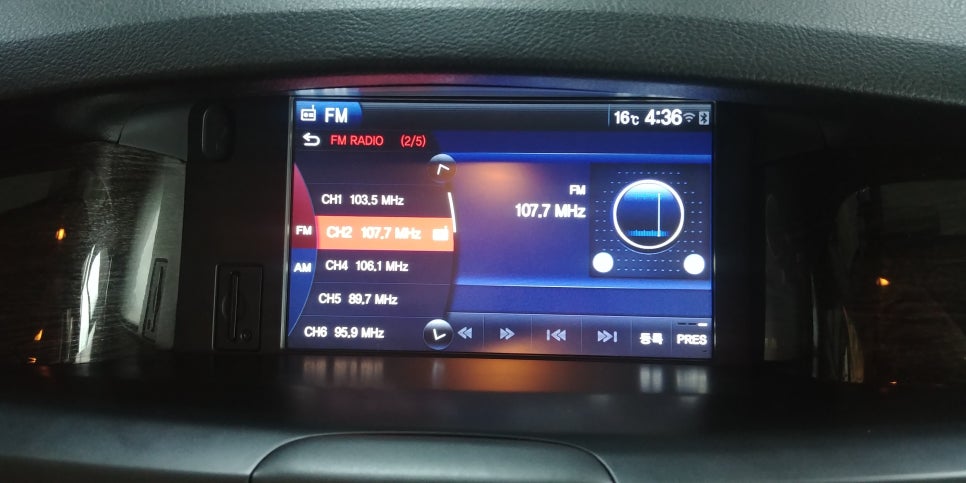 FM
16℃ 4:36
FM RADIO (2/5)
CH1 103.5 MHz
FM
107.7 MHz
FM
CH2 107.7 MHz
AM
CH4 106.1 MHz
CH5 89.7 MHz
CH6 95.9 MHz
등록
PRES